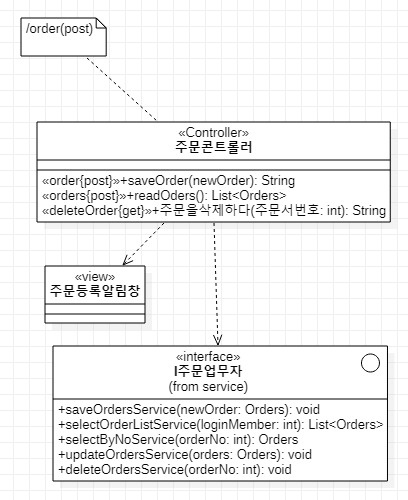 /order(post)
«Controller»
주문콘트롤러
«order{post}»+saveOrder(newOrder): String
«orders{post}»+readOders(): List<Orders>
«deleteOrder{get}»+주문을삭제하다(주문서번호: int): String
«view»
주문등록알림창
«interface»
I주문업무자
(from service)
+saveOrdersService(newOrder: Orders): void
+selectOrderListService(loginMember: int): List<Orders>
+selectByNoService(orderNo: int): Orders
+updateOrdersService(orders: Orders): void
+deleteOrdersService(orderNo: int): void